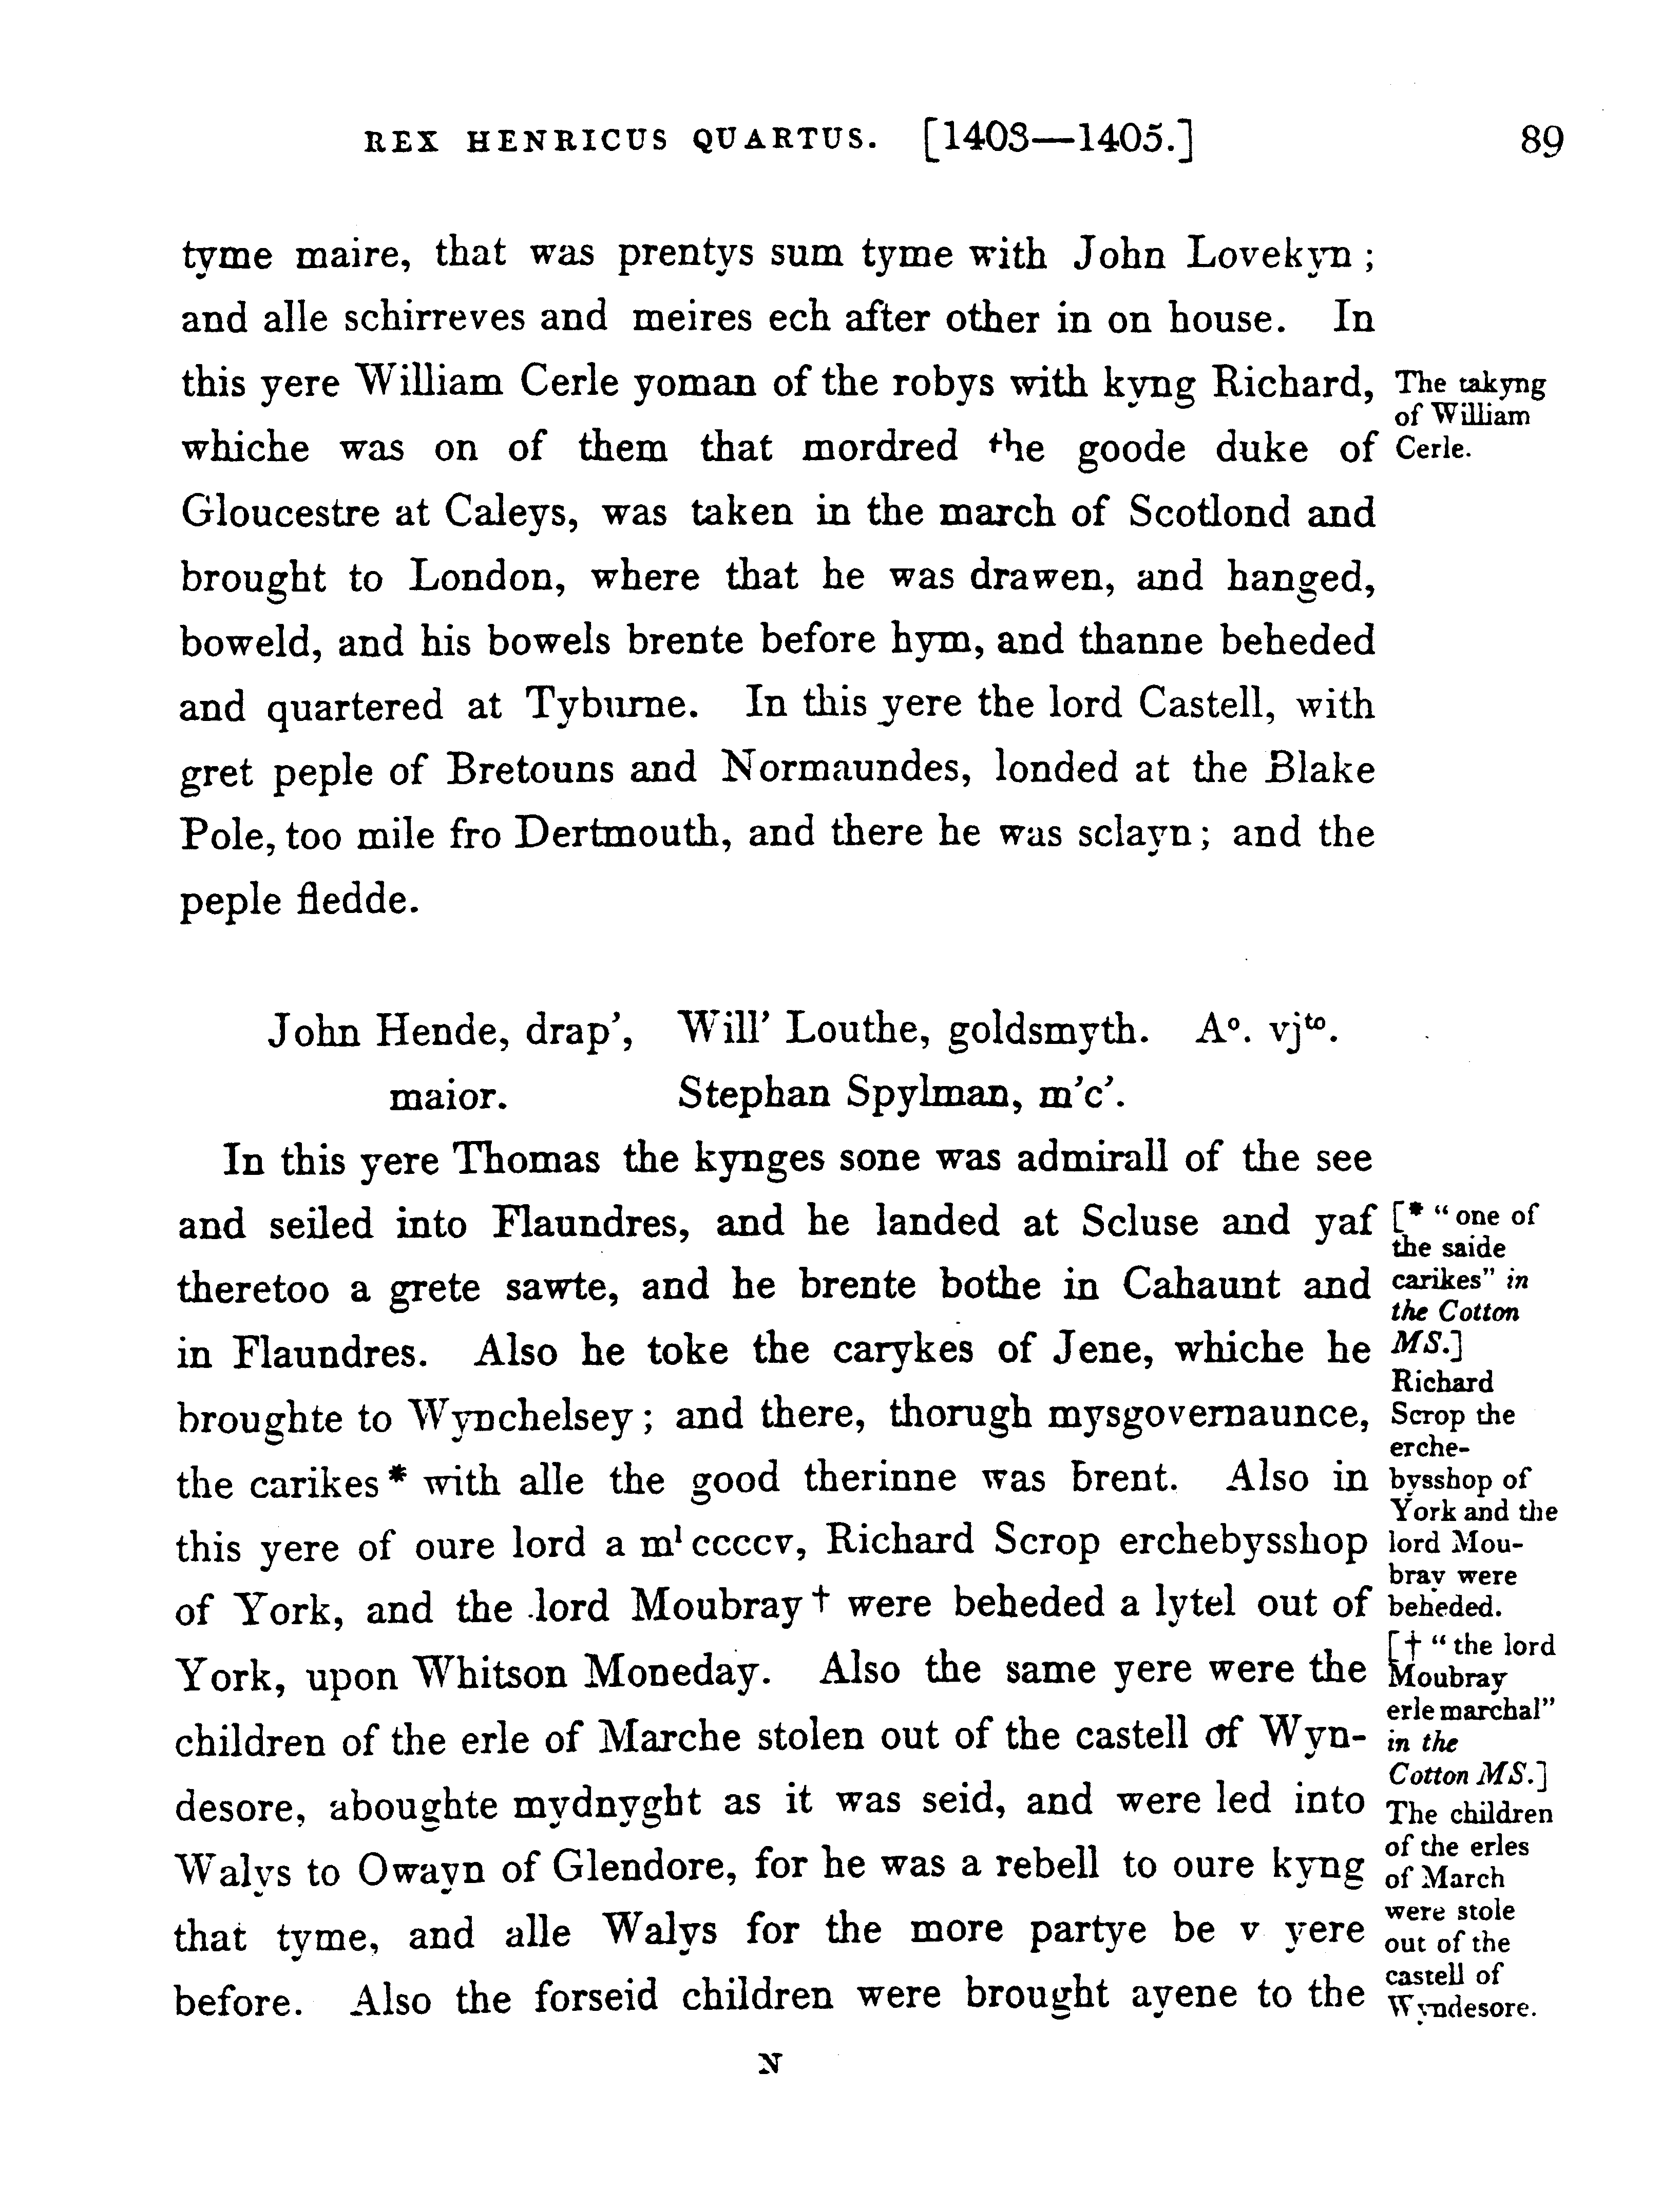 REX HENRICUS QUARTUS. [1403—1405.] 89
tyme maire, that was prentys sum tyme with John Lovekyn;
and alle schirreves and meires ech after other in on house. In
this yere William Cerle yoman of the robys with kyng Richard,
whiche was on of them that mordred the goode duke of
Gloucestre at Caleys, was taken in the march of Scotlond and
brought to London, where that he was drawen, and hanged,
boweld, and his bowels brente before hym, and thanne beheded
and quartered at Tyburne. In this yere the lord Castell, with
gret peple of Bretouns and Normaundes, londed at the Blake
Pole, too mile fro Dertmouth, and there he was sclayn; and the
peple fledde.
The takyng
of William
Cerle.
John Hende, drap', Will' Louthe, goldsmyth. Aº. vjᵗᵒ.
maior. Stephan Spylman, m'c'.
In this yere Thomas the kynges sone was admirall of the see
and seiled into Flaundres, and he landed at Scluse and yaf
theretoo a grete sawte, and he brente bothe in Cahaunt and
in Flaundres. Also he toke the carykes of Jene, whiche he
broughte to Wynchelsey; and there, thorugh mysgovernaunce,
the carikes* with alle the good therinne was brent. Also in
this yere of oure lord a mˡ ccccv, Richard Scrop erchebysshop
of York, and the lord Moubray† were beheded a lytel out of
York, upon Whitson Moneday. Also the same yere were the
children of the erle of Marche stolen out of the castell of Wyn-
desore, aboughte mydnyght as it was seid, and were led into
Walys to Owayn of Glendore, for he was a rebell to oure kyng
that tyme, and alle Walys for the more partye be v yere
before. Also the forseid children were brought ayene to the
[* "one of
the saide
carikes" in
the Cotton
MS.]
Richard
Scrop the
erche-
bysshop of
York and the
lord Mou-
bray were
beheded.
[† "the lord
Moubray
erle marchal"
in the
Cotton MS.]
The children
of the erles
of March
were stole
out of the
castell of
Wyndesore.
N